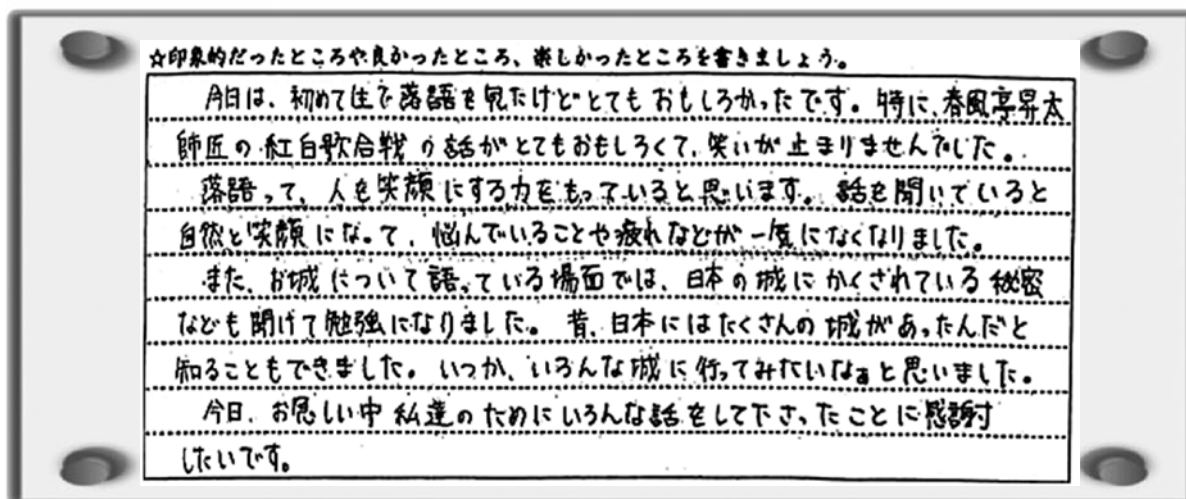 ☆印象的だったところや良かったところ、楽しかったところを書きましょう。
今日は、初めて生で落語を見たけどとてもおもしろかったです。特に、春風亭昇太
師匠の紅白歌合戦の話がとてもおもしろくて、笑いが止まりませんでした。
落語って、人を笑顔にする力をもっていると思います。話を聞いていると
自然と笑顔になって、悩んでいることや疲れなどが一気になくなりました。
また、お城について語っている場面では、日本の城にかくされている秘密
なども聞けて勉強になりました。昔、日本にはたくさんの城があったんだと
知ることもできました。いつか、いろんな城に行ってみたいなぁと思いました。
今日、お忽しい中私達のためにいろんな話をして下さったことに感謝
したいです。